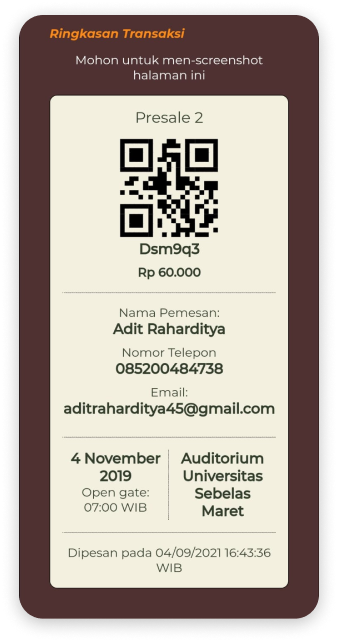 Ringkasan Transaksi
Mohon untuk men-screenshot
halaman ini
Presale 2
Dsm9q3
Rp 60.000
Nama Pemesan:
Adit Raharditya
Nomor Telepon
085200484738
Email:
aditraharditya45@gmail.com
4 November
2019
Open gate:
07:00 WIB
Auditorium
Universitas
Sebelas
Maret
Dipesan pada 04/09/2021 16:43:36
WIB